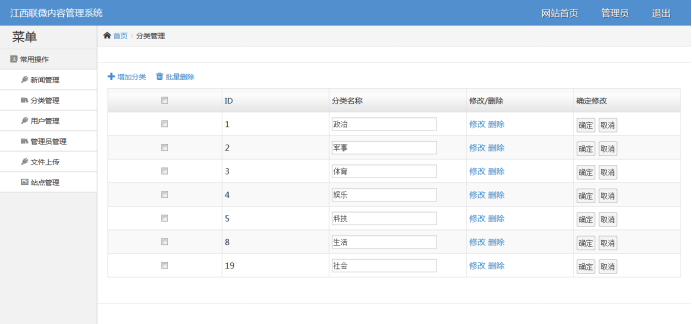 江西联微内容管理系统 网站首页 管理员 退出
菜单
首页 分类管理
常用操作
新闻管理
分类管理
用户管理
管理员管理
文件上传
站点管理
增加分类 批量删除
ID 分类名称 修改/删除 确定修改
1 政治 修改 删除 确定 取消
2 军事 修改 删除 确定 取消
3 体育 修改 删除 确定 取消
4 娱乐 修改 删除 确定 取消
5 科技 修改 删除 确定 取消
8 生活 修改 删除 确定 取消
19 社会 修改 删除 确定 取消